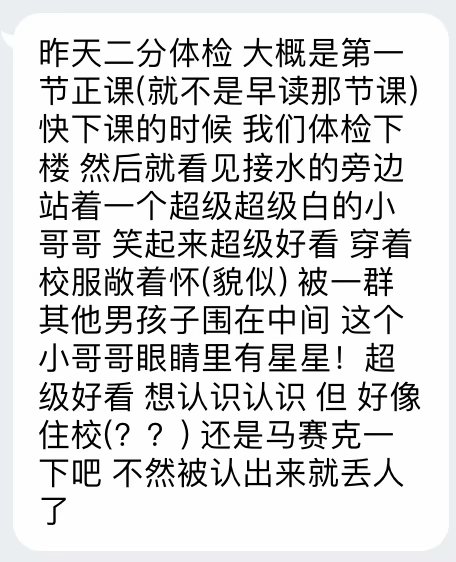 昨天二分体检 大概是第一
节正课(就不是早读那节课)
快下课的时候 我们体检下
楼 然后就看见接水的旁边
站着一个超级超级白的小
哥哥 笑起来超级好看 穿着
校服敞着怀(貌似) 被一群
其他男孩子围在中间 这个
小哥哥眼睛里有星星！超
级好看 想认识认识 但 好像
住校(？？) 还是马赛克一
下吧 不然被认出来就丢人
了